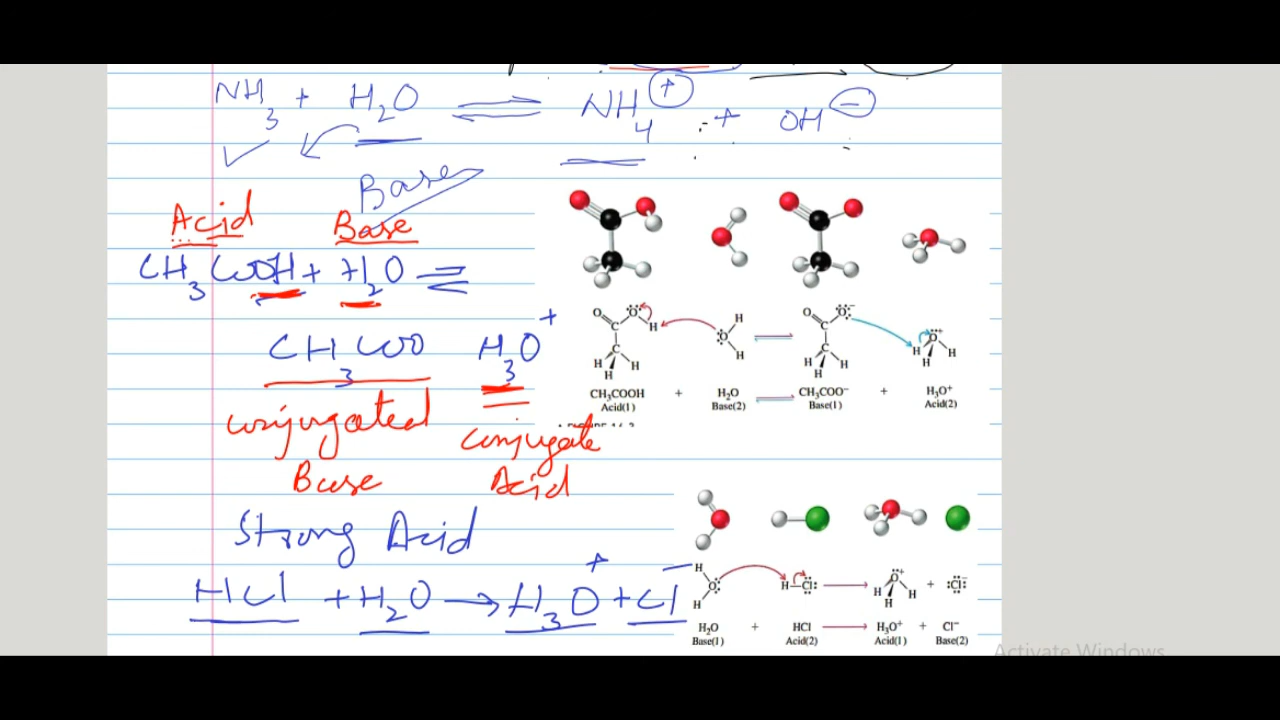 NH3 + H2O ⇌ NH4+ + OH−
Base
Acid Base
CH3COOH + H2O ⇌
CH3COO H3O+
conjugated conjugate
Base Acid
O O H H O H H O O− H O+ H H
C C H H H C C H H H
CH3COOH + H2O ⇌ CH3COO− + H3O+
Acid(1) Base(2) Base(1) Acid(2)
Strong Acid
HCl + H2O → H3O+ + Cl−
H O H H—Cl: → H O+ H H + :Cl:−
H2O + HCl → H3O+ + Cl−
Base(1) Acid(2) Acid(1) Base(2)
Activate Windows